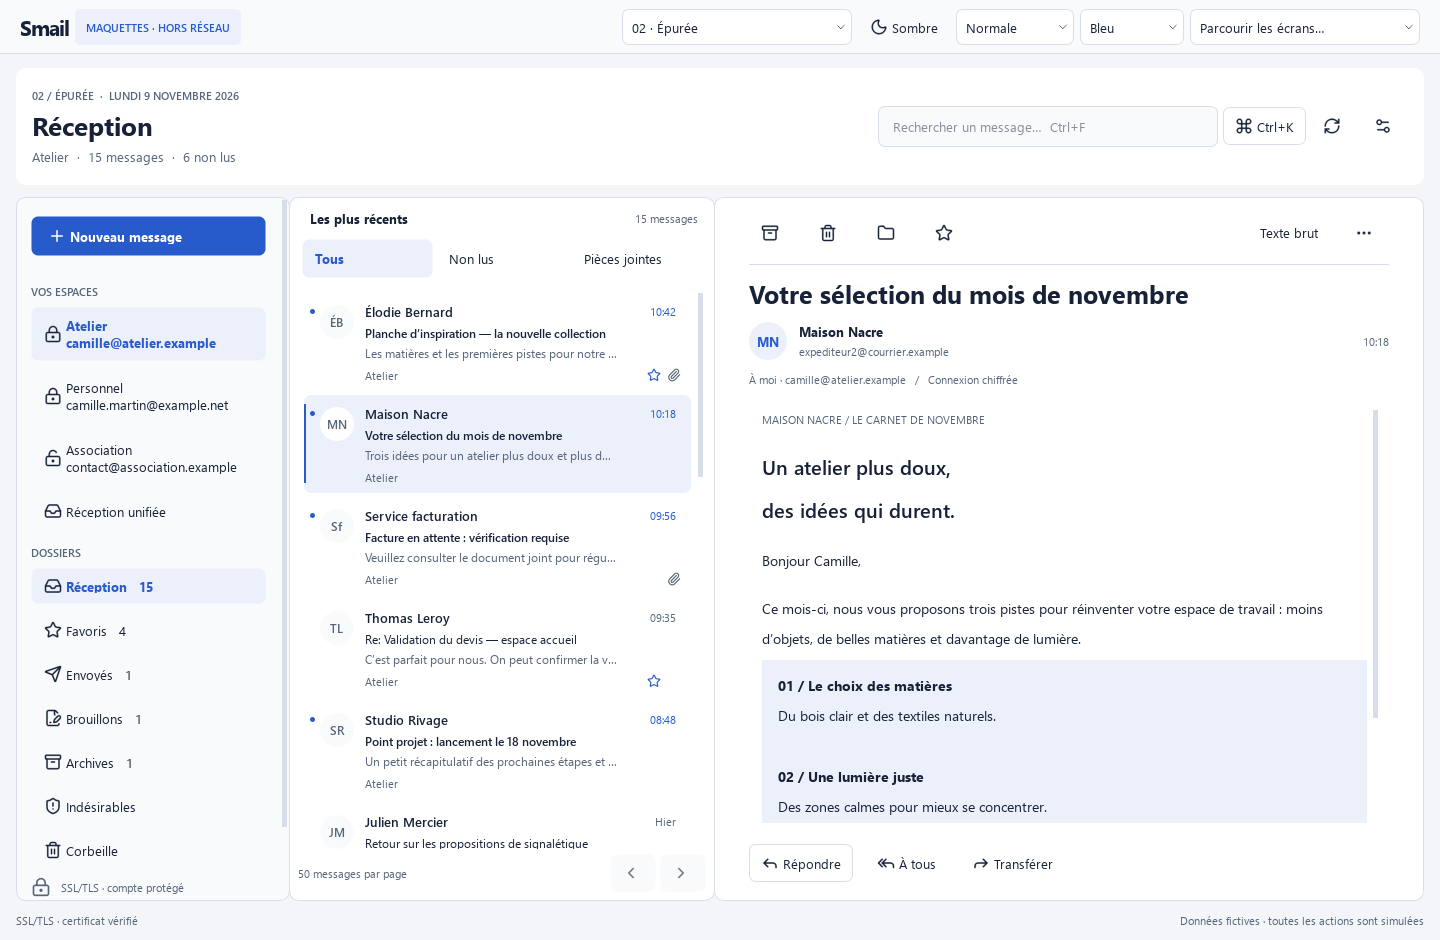 Smail
MAQUETTES · HORS RÉSEAU
02 · Épurée
Sombre
Normale
Bleu
Parcourir les écrans...
02 / ÉPURÉE · LUNDI 9 NOVEMBRE 2026
Réception
Atelier · 15 messages · 6 non lus
Rechercher un message... Ctrl+F
Ctrl+K
Nouveau message
VOS ESPACES
Atelier
camille@atelier.example
Personnel
camille.martin@example.net
Association
contact@association.example
Réception unifiée
DOSSIERS
Réception 15
Favoris 4
Envoyés 1
Brouillons 1
Archives 1
Indésirables
Corbeille
SSL/TLS · compte protégé
Les plus récents
15 messages
Tous
Non lus
Pièces jointes
ÉB
Élodie Bernard
10:42
Planche d’inspiration — la nouvelle collection
Les matières et les premières pistes pour notre ...
Atelier
MN
Maison Nacre
10:18
Votre sélection du mois de novembre
Trois idées pour un atelier plus doux et plus d...
Atelier
Sf
Service facturation
09:56
Facture en attente : vérification requise
Veuillez consulter le document joint pour régu...
Atelier
TL
Thomas Leroy
09:35
Re: Validation du devis — espace accueil
C’est parfait pour nous. On peut confirmer la v...
Atelier
SR
Studio Rivage
08:48
Point projet : lancement le 18 novembre
Un petit récapitulatif des prochaines étapes et ...
Atelier
JM
Julien Mercier
Hier
Retour sur les propositions de signalétique
50 messages par page
Texte brut
Votre sélection du mois de novembre
MN
Maison Nacre
expediteur2@courrier.example
10:18
À moi · camille@atelier.example / Connexion chiffrée
MAISON NACRE / LE CARNET DE NOVEMBRE
Un atelier plus doux,
des idées qui durent.
Bonjour Camille,
Ce mois-ci, nous vous proposons trois pistes pour réinventer votre espace de travail : moins
d’objets, de belles matières et davantage de lumière.
01 / Le choix des matières
Du bois clair et des textiles naturels.
02 / Une lumière juste
Des zones calmes pour mieux se concentrer.
Répondre
À tous
Transférer
SSL/TLS · certificat vérifié
Données fictives · toutes les actions sont simulées